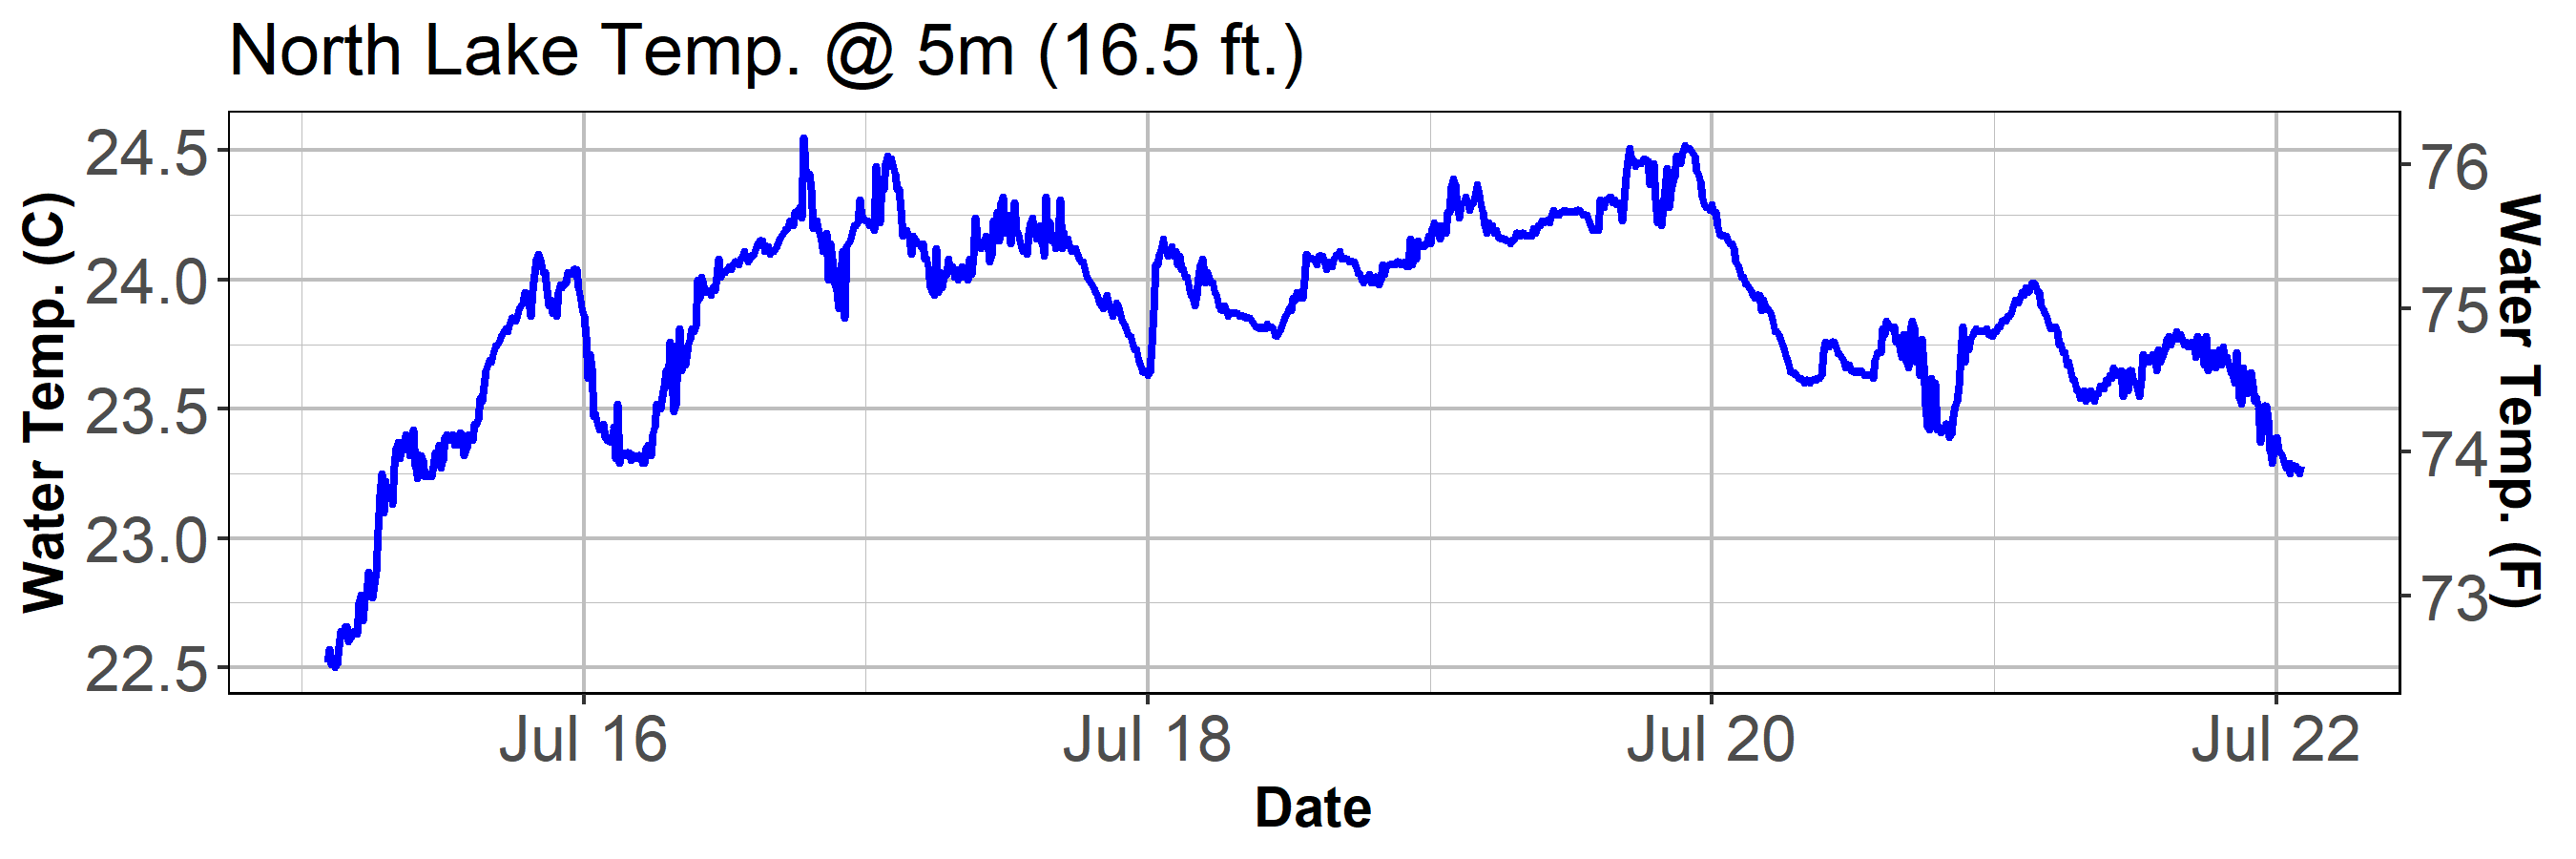 North Lake Temp. @ 5m (16.5 ft.)
Water Temp. (C)
24.5
24.0
23.5
23.0
22.5
76
75
74
73
Water Temp. (F)
Jul 16 Jul 18 Jul 20 Jul 22
Date